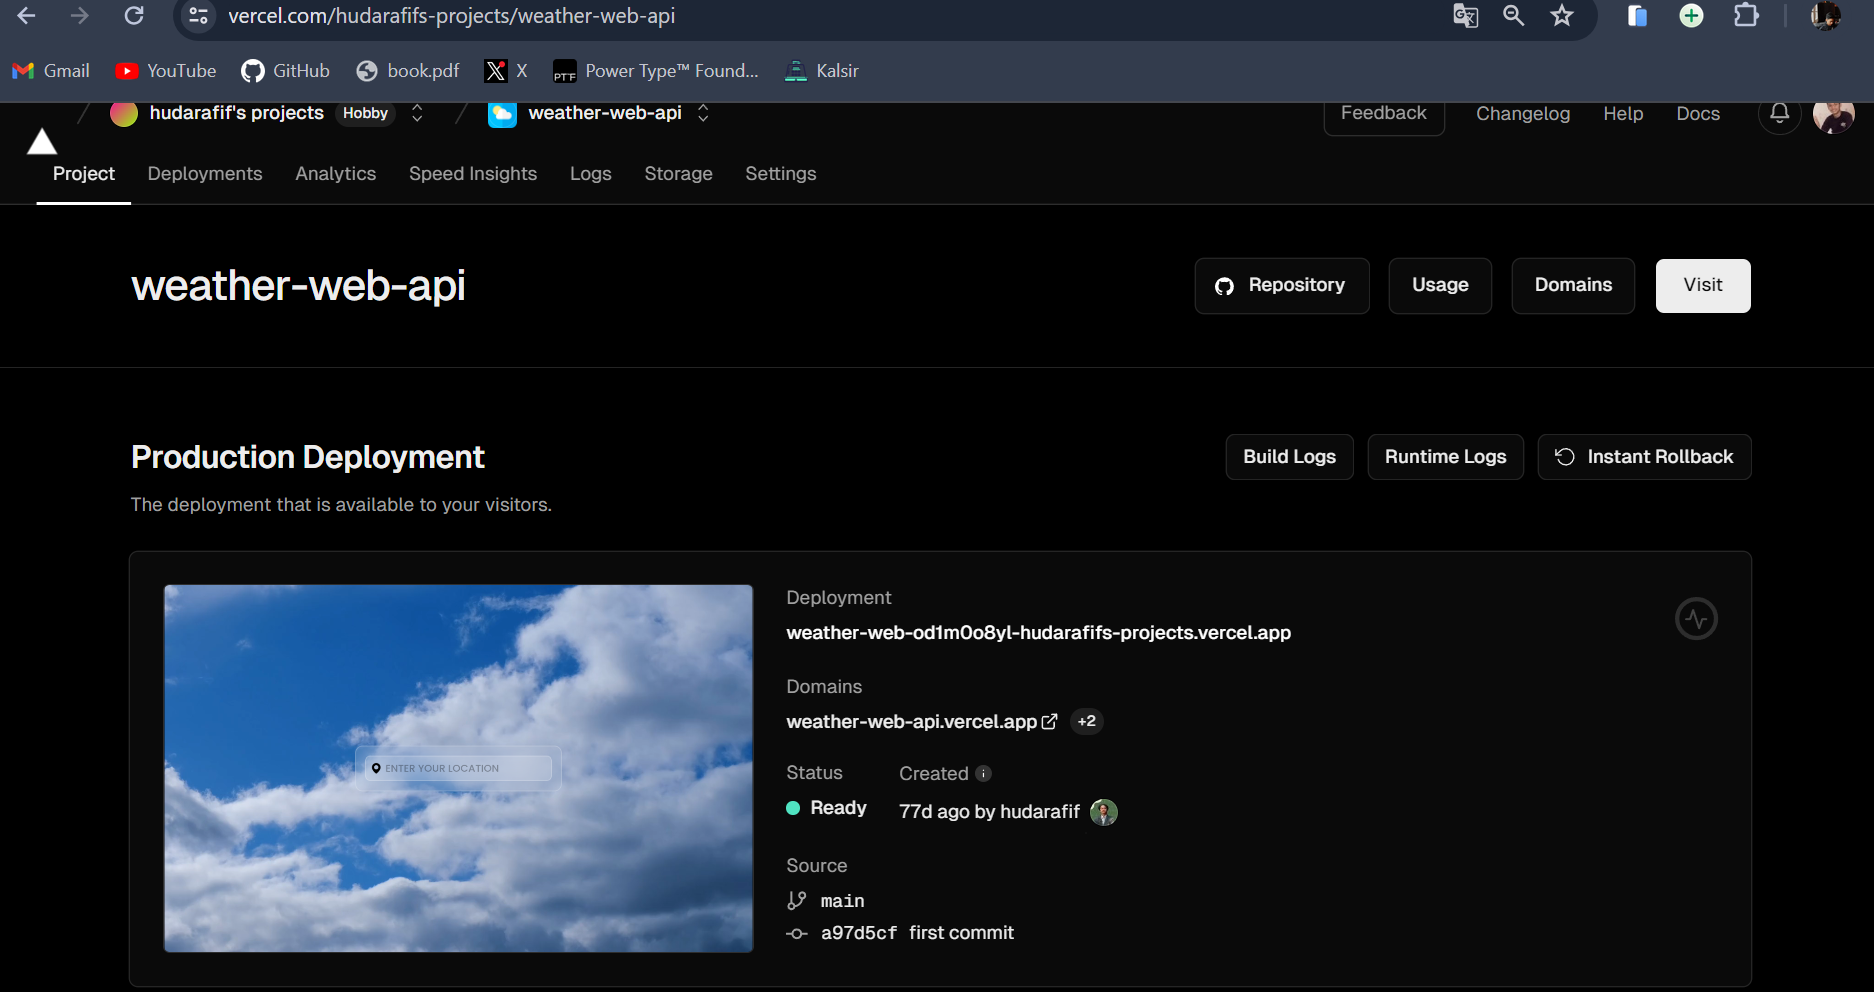 vercel.com/hudarafifs-projects/weather-web-api
Gmail YouTube GitHub book.pdf X PTF Power Type™ Found... Kalsir
hudarafif's projects Hobby weather-web-api Feedback Changelog Help Docs
Project Deployments Analytics Speed Insights Logs Storage Settings
weather-web-api Repository Usage Domains Visit
Production Deployment Build Logs Runtime Logs Instant Rollback
The deployment that is available to your visitors.
ENTER YOUR LOCATION
Deployment
weather-web-od1m0o8yl-hudarafifs-projects.vercel.app
Domains
weather-web-api.vercel.app +2
Status Created
Ready 77d ago by hudarafif
Source
main
a97d5cf first commit